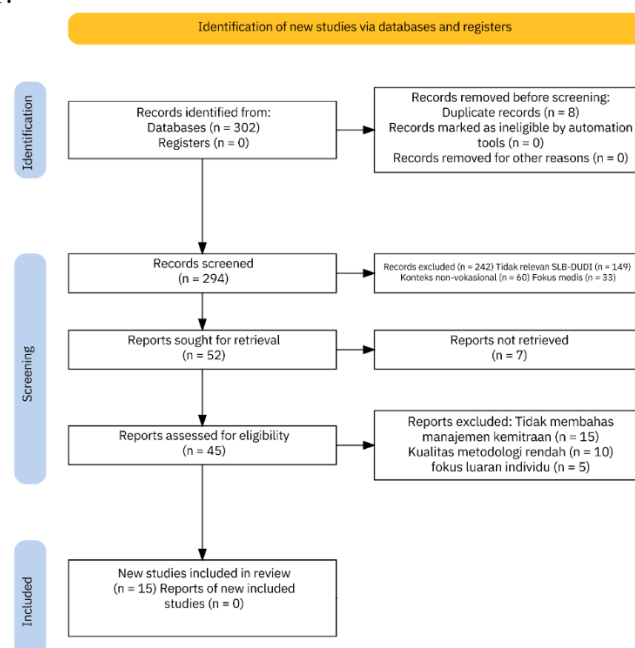 Identification of new studies via databases and registers
Identification
Records identified from:
Databases (n = 302)
Registers (n = 0)
Records removed before screening:
Duplicate records (n = 8)
Records marked as ineligible by automation
tools (n = 0)
Records removed for other reasons (n = 0)
Screening
Records screened
(n = 294)
Records excluded (n = 242) Tidak relevan SLB-DUDI (n = 149)
Konteks non-vokasional (n = 60) Fokus medis (n = 33)
Reports sought for retrieval
(n = 52)
Reports not retrieved
(n = 7)
Reports assessed for eligibility
(n = 45)
Reports excluded: Tidak membahas
manajemen kemitraan (n = 15)
Kualitas metodologi rendah (n = 10)
fokus luaran individu (n = 5)
Included
New studies included in review
(n = 15) Reports of new included
studies (n = 0)